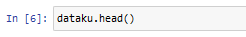 In [6]: dataku.head()